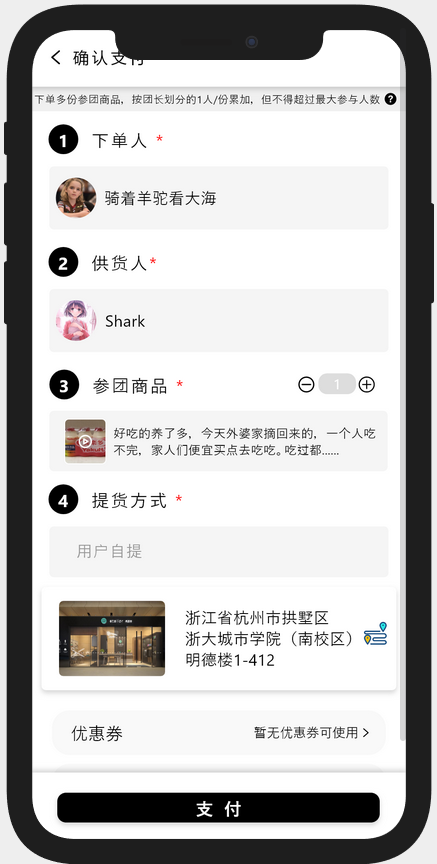 确认支付
下单多份参团商品，按团长划分的1人/份累加，但不得超过最大参与人数 ?
1 下单人 *
骑着羊驼看大海
2 供货人*
Shark
3 参团商品 * 1
好吃的养了多，今天外婆家摘回来的，一个人吃
不完，家人们便宜买点去吃吃。吃过都......
4 提货方式 *
用户自提
浙江省杭州市拱墅区
浙大城市学院（南校区）
明德楼1-412
优惠券 暂无优惠券可使用
支 付